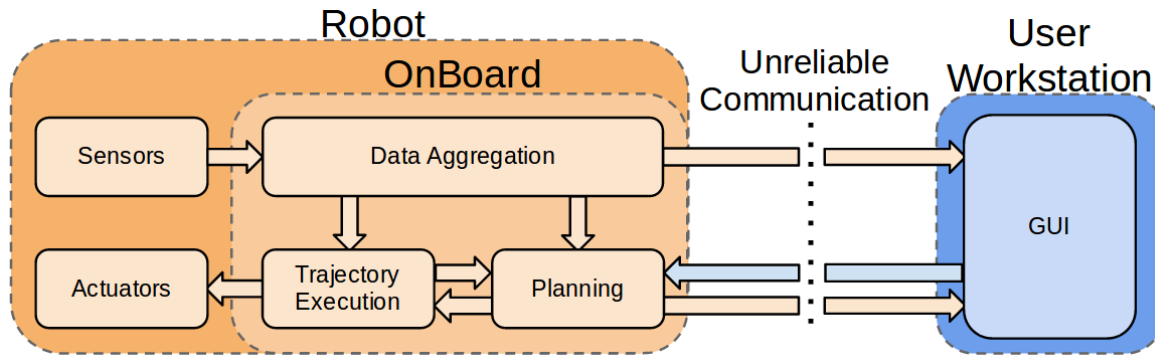 Robot
OnBoard
Unreliable
Communication
User
Workstation
Sensors
Data Aggregation
GUI
Actuators
Trajectory
Execution
Planning